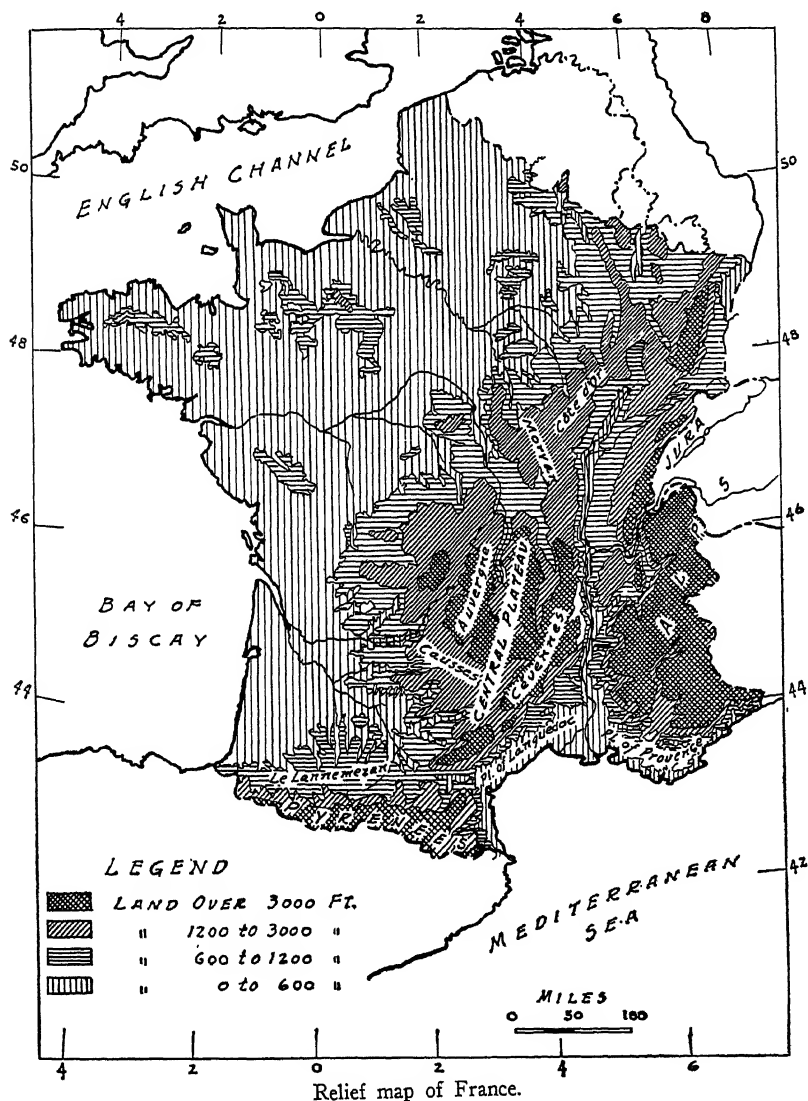 4 2 0 2 4 6 8
50 50
ENGLISH CHANNEL
48 48
Morvan
Côte d'Or
JURA
46 46
BAY OF
BISCAY
Auvergne
CENTRAL PLATEAU
Causses
Cevennes
A L P S
44 44
Pl. of Languedoc
Pl. of Provence
Le Lannemezan
PYRENEES
42
MEDITERRANEAN
SEA
LEGEND
LAND OVER 3000 FT.
" 1200 to 3000 "
" 600 to 1200 "
" 0 to 600 "
MILES
0 50 100
4 2 0 2 4 6
Relief map of France.